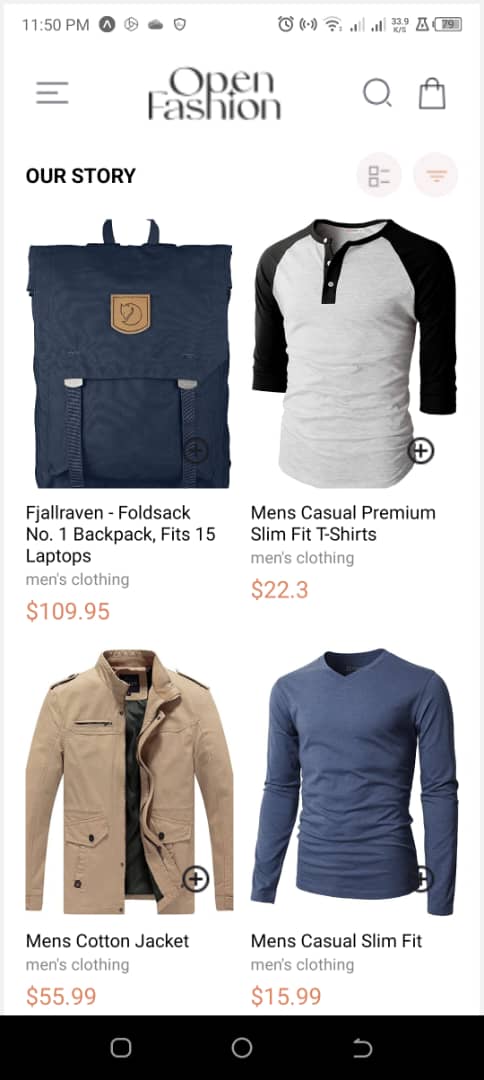 11:50 PM
33.9
K/S
79
Open
Fashion
OUR STORY
Fjallraven - Foldsack
No. 1 Backpack, Fits 15
Laptops
men's clothing
$109.95
Mens Casual Premium
Slim Fit T-Shirts
men's clothing
$22.3
Mens Cotton Jacket
men's clothing
$55.99
Mens Casual Slim Fit
men's clothing
$15.99